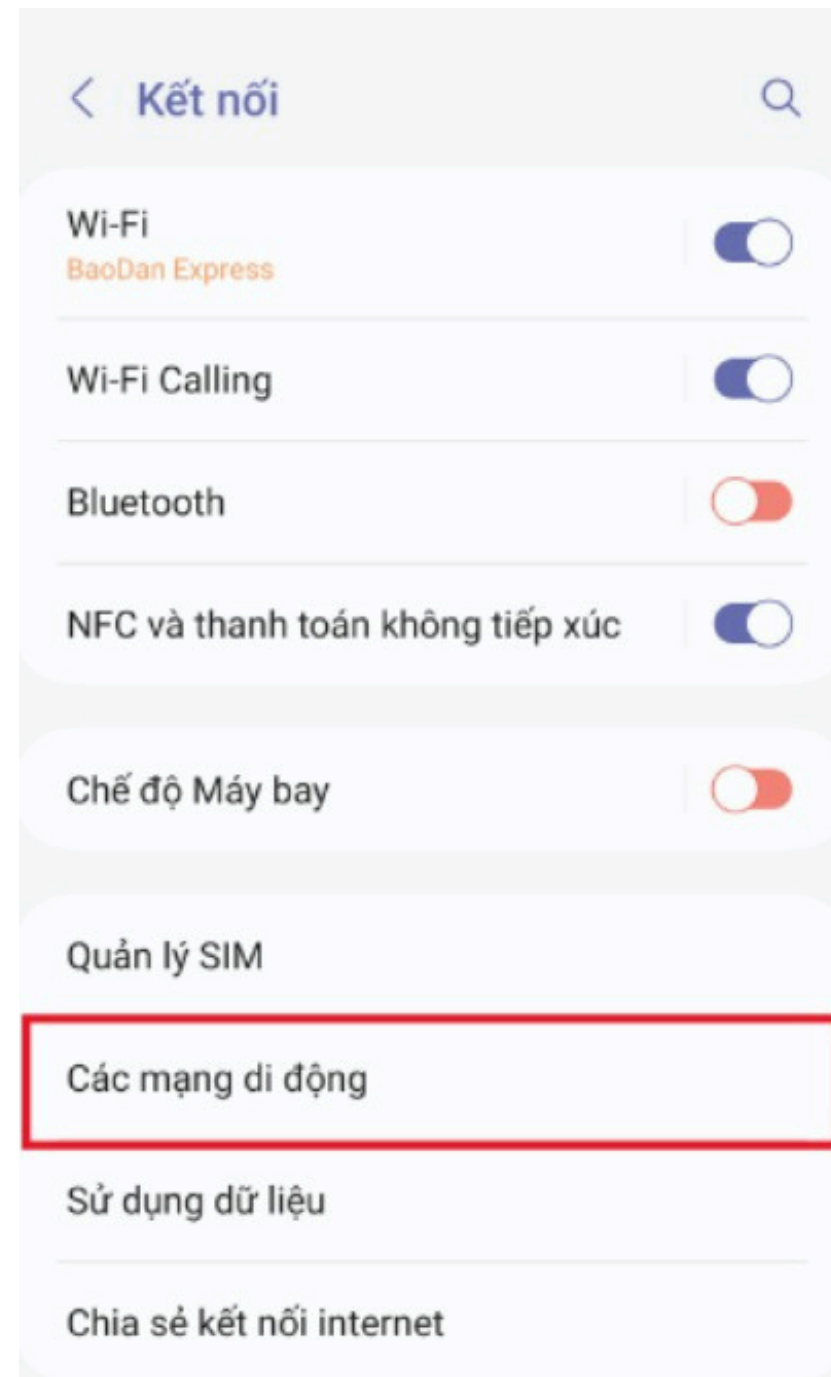 Kết nối
Wi-Fi
BaoDan Express
Wi-Fi Calling
Bluetooth
NFC và thanh toán không tiếp xúc
Chế độ Máy bay
Quản lý SIM
Các mạng di động
Sử dụng dữ liệu
Chia sẻ kết nối internet